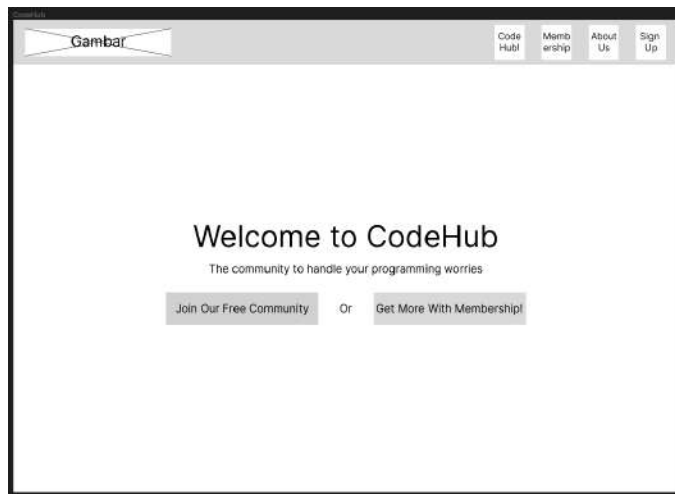 CodeHub
Gambar
Code
Hub!
Memb
ership
About
Us
Sign
Up
Welcome to CodeHub
The community to handle your programming worries
Join Our Free Community
Or
Get More With Membership!